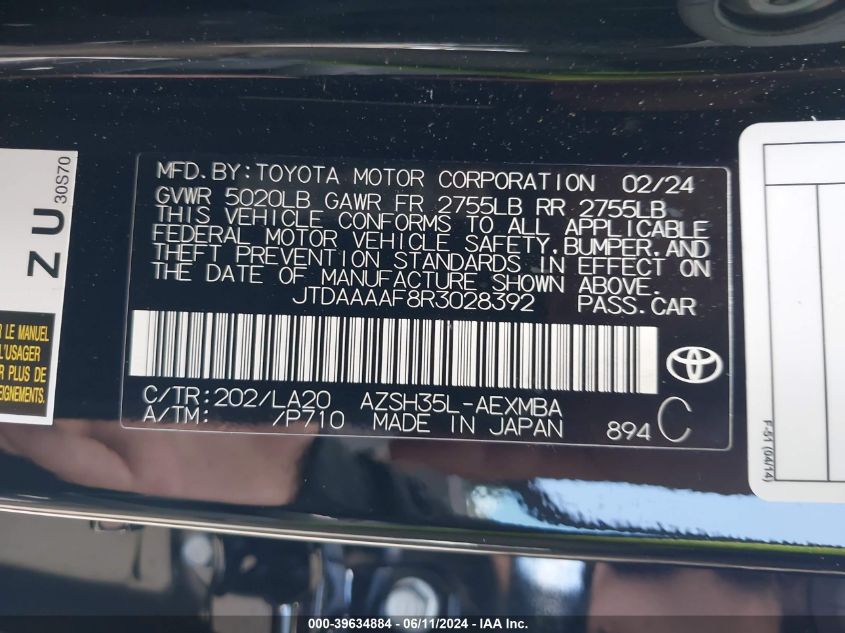 MFD.BY:TOYOTA MOTOR CORPORATION 02/24
GVWR 5020LB GAWR FR 2755LB RR 2755LB
THIS VEHICLE CONFORMS TO ALL APPLICABLE
FEDERAL MOTOR VEHICLE SAFETY,BUMPER,AND
THEFT PREVENTION STANDARDS IN EFFECT ON
THE DATE OF MANUFACTURE SHOWN ABOVE.
JTDAAAAF8R3028392 PASS.CAR
C/TR:202/LA20 AZSH35L-AEXMBA
A/TM: /P710 MADE IN JAPAN 894 C
ZU
30S70
LE MANUEL
L'USAGER
PLUS DE
F-51 (04/14)
000-39634884 - 06/11/2024 - IAA Inc.